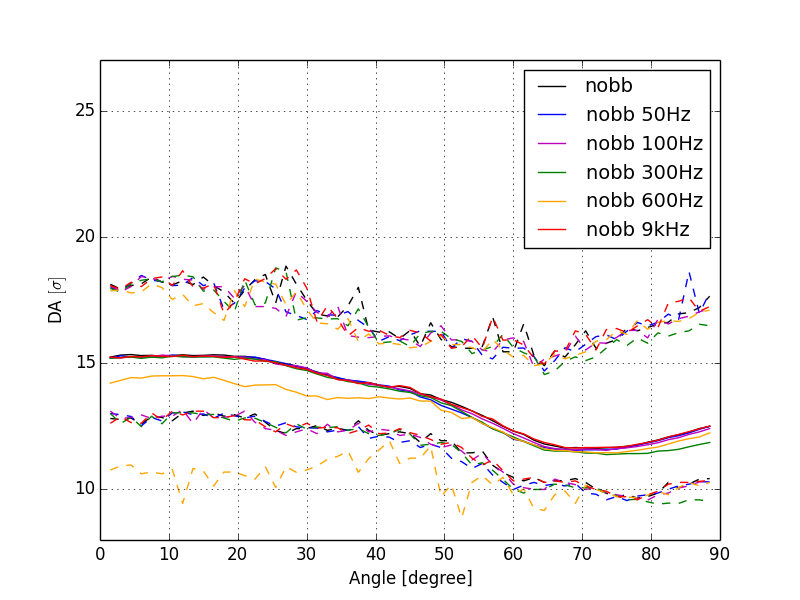 25
20
15
10
0 10 20 30 40 50 60 70 80 90
DA [σ]
Angle [degree]
nobb
nobb 50Hz
nobb 100Hz
nobb 300Hz
nobb 600Hz
nobb 9kHz